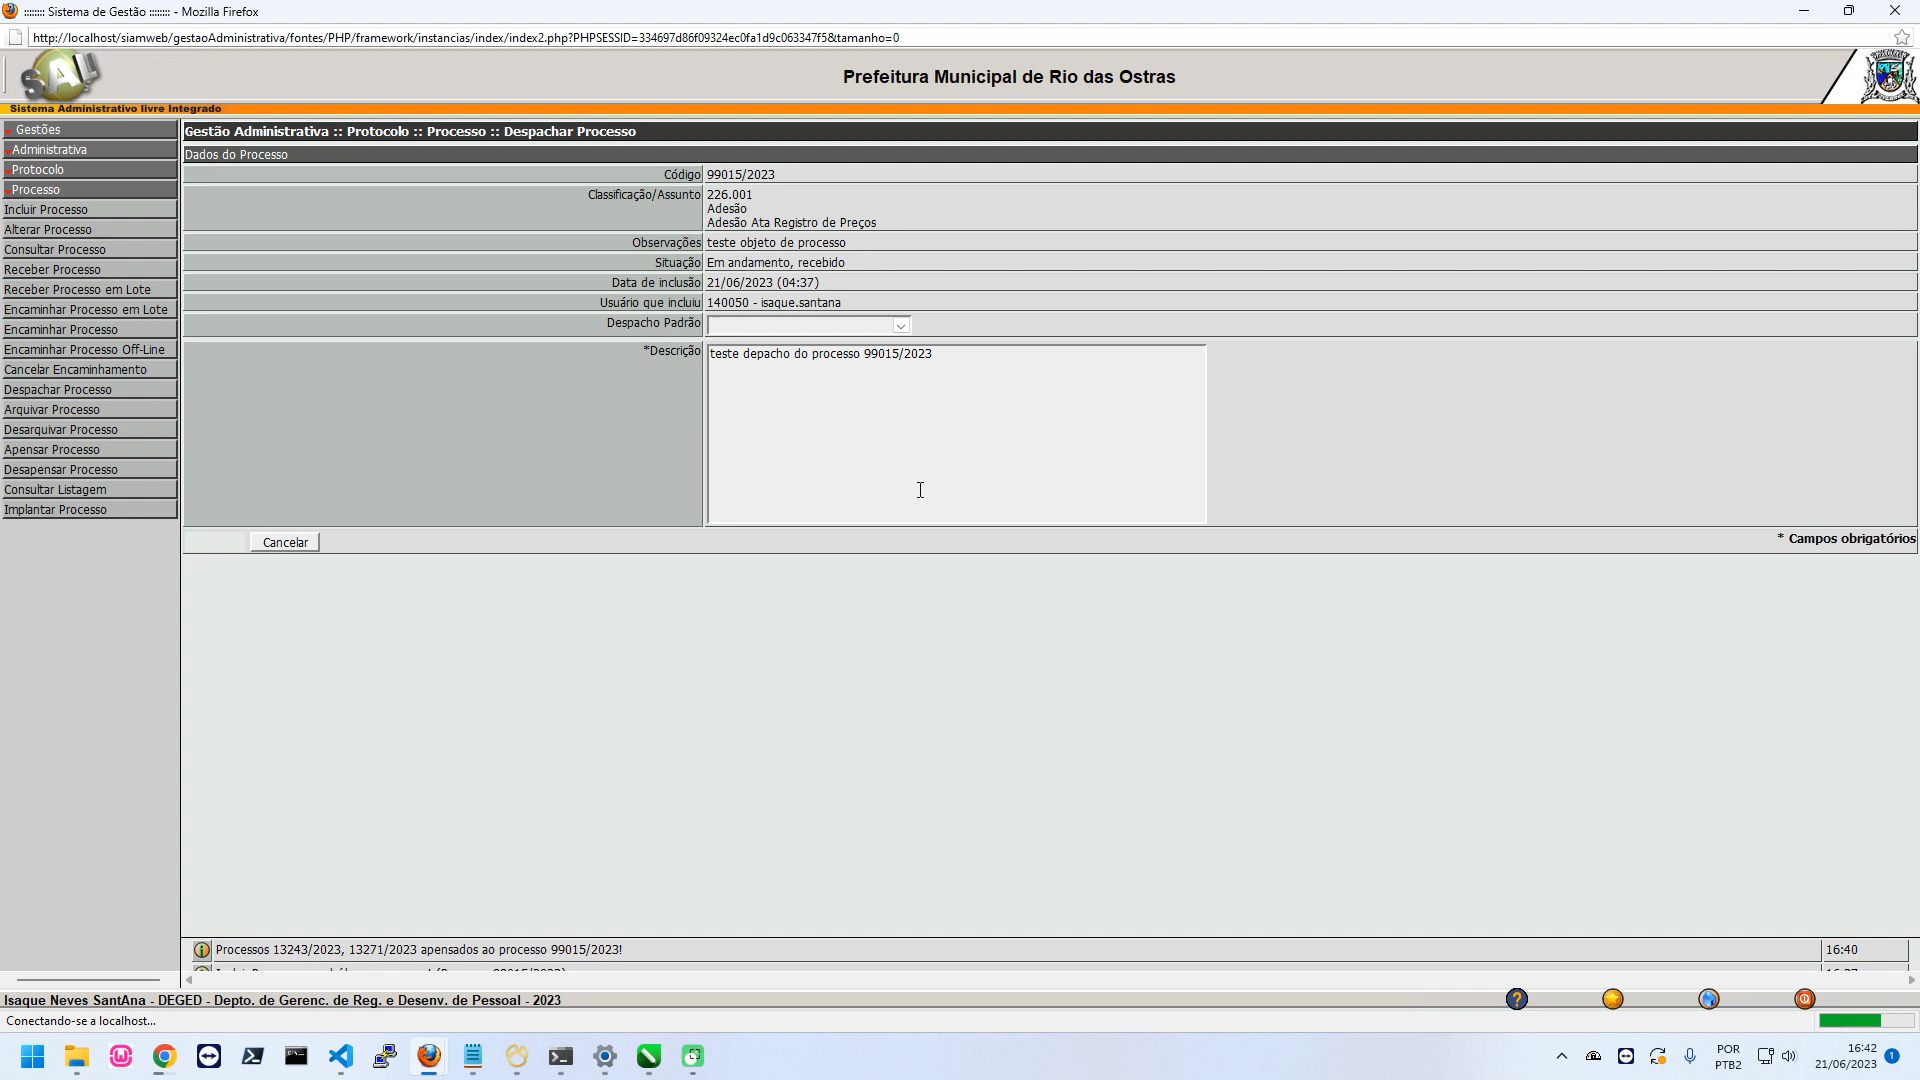 :::::::: Sistema de Gestão :::::::: - Mozilla Firefox
http://localhost/siamweb/gestaoAdministrativa/fontes/PHP/framework/instancias/index/index2.php?PHPSESSID=334697d86f09324ec0fa1d9c063347f5&tamanho=0
SAL
Prefeitura Municipal de Rio das Ostras
Sistema Administrativo livre Integrado
Gestões
Administrativa
Protocolo
Processo
Incluir Processo
Alterar Processo
Consultar Processo
Receber Processo
Receber Processo em Lote
Encaminhar Processo em Lote
Encaminhar Processo
Encaminhar Processo Off-Line
Cancelar Encaminhamento
Despachar Processo
Arquivar Processo
Desarquivar Processo
Apensar Processo
Desapensar Processo
Consultar Listagem
Implantar Processo
Gestão Administrativa :: Protocolo :: Processo :: Despachar Processo
Dados do Processo
Código 99015/2023
Classificação/Assunto 226.001
Adesão
Adesão Ata Registro de Preços
Observações teste objeto de processo
Situação Em andamento, recebido
Data de inclusão 21/06/2023 (04:37)
Usuário que incluiu 140050 - isaque.santana
Despacho Padrão
*Descrição teste depacho do processo 99015/2023
Cancelar
* Campos obrigatórios
Processos 13243/2023, 13271/2023 apensados ao processo 99015/2023! 16:40
Isaque Neves SantAna - DEGED - Depto. de Gerenc. de Reg. e Desenv. de Pessoal - 2023
Conectando-se a localhost...
POR
PTB2
16:42
21/06/2023
1